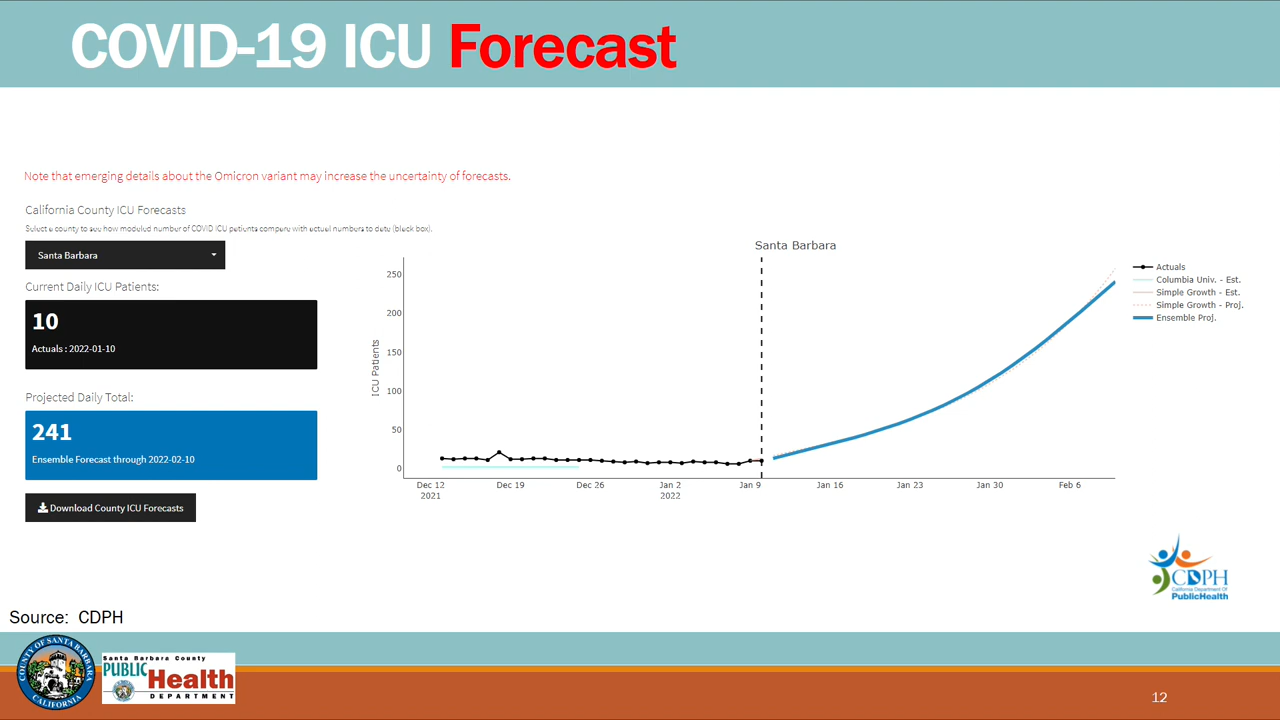 COVID-19 ICU Forecast
Note that emerging details about the Omicron variant may increase the uncertainty of forecasts.
California County ICU Forecasts
Select a county to see how modeled number of COVID ICU patients compare with actual numbers to date (black box).
Santa Barbara
Current Daily ICU Patients:
10
Actuals : 2022-01-10
Projected Daily Total:
241
Ensemble Forecast through 2022-02-10
Download County ICU Forecasts
Santa Barbara
ICU Patients
250
200
150
100
50
0
Dec 12
2021
Dec 19
Dec 26
Jan 2
2022
Jan 9
Jan 16
Jan 23
Jan 30
Feb 6
Actuals
Columbia Univ. - Est.
Simple Growth - Est.
Simple Growth - Proj.
Ensemble Proj.
CDPH
California Department Of
PublicHealth
Source: CDPH
COUNTY OF SANTA BARBARA
CALIFORNIA
Santa Barbara County
PUBLIC Health
DEPARTMENT
12